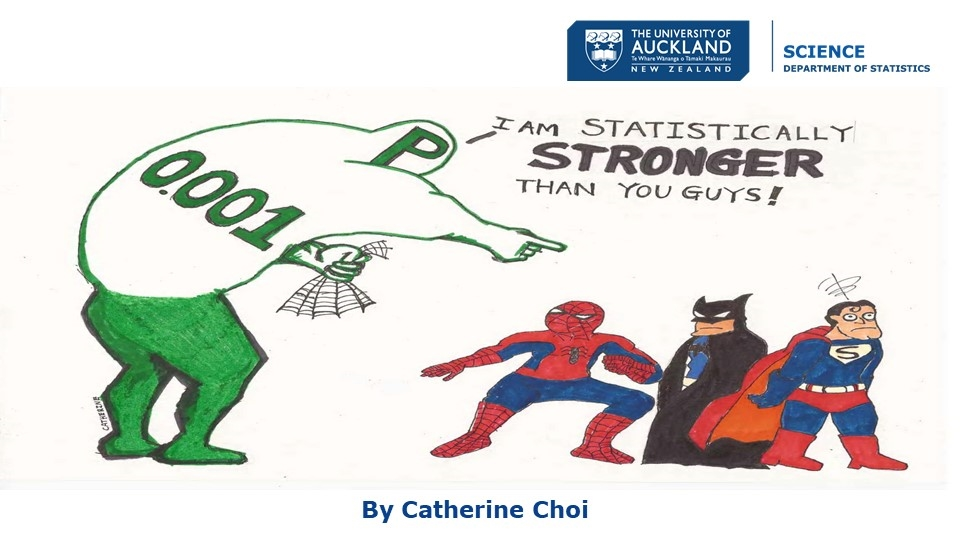 THE UNIVERSITY OF
AUCKLAND
Te Whare Wānanga o Tāmaki Makaurau
NEW ZEALAND
SCIENCE
DEPARTMENT OF STATISTICS
P
0.001
I AM STATISTICALLY
STRONGER
THAN YOU GUYS!
S
CATHERINE
By Catherine Choi